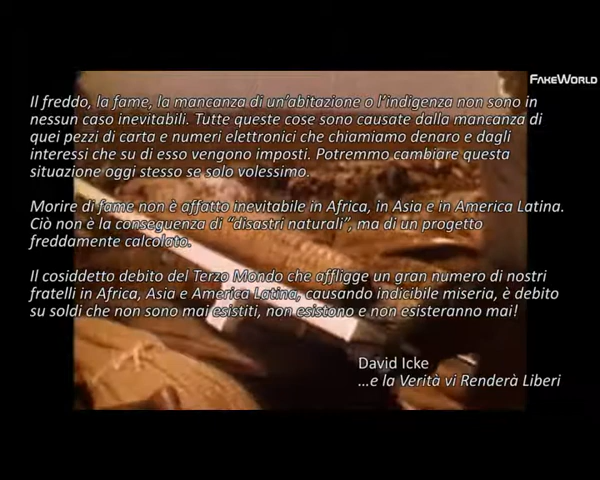 FAKEWORLD
Il freddo, la fame, la mancanza di un'abitazione o l'indigenza non sono in
nessun caso inevitabili. Tutte queste cose sono causate dalla mancanza di
quei pezzi di carta e numeri elettronici che chiamiamo denaro e dagli
interessi che su di esso vengono imposti. Potremmo cambiare questa
situazione oggi stesso se solo volessimo.
Morire di fame non è affatto inevitabile in Africa, in Asia e in America Latina.
Ciò non è la conseguenza di "disastri naturali", ma di un progetto
freddamente calcolato.
Il cosiddetto debito del Terzo Mondo che affligge un gran numero di nostri
fratelli in Africa, Asia e America Latina, causando indicibile miseria, è debito
su soldi che non sono mai esistiti, non esistono e non esisteranno mai!
David Icke
...e la Verità vi Renderà Liberi